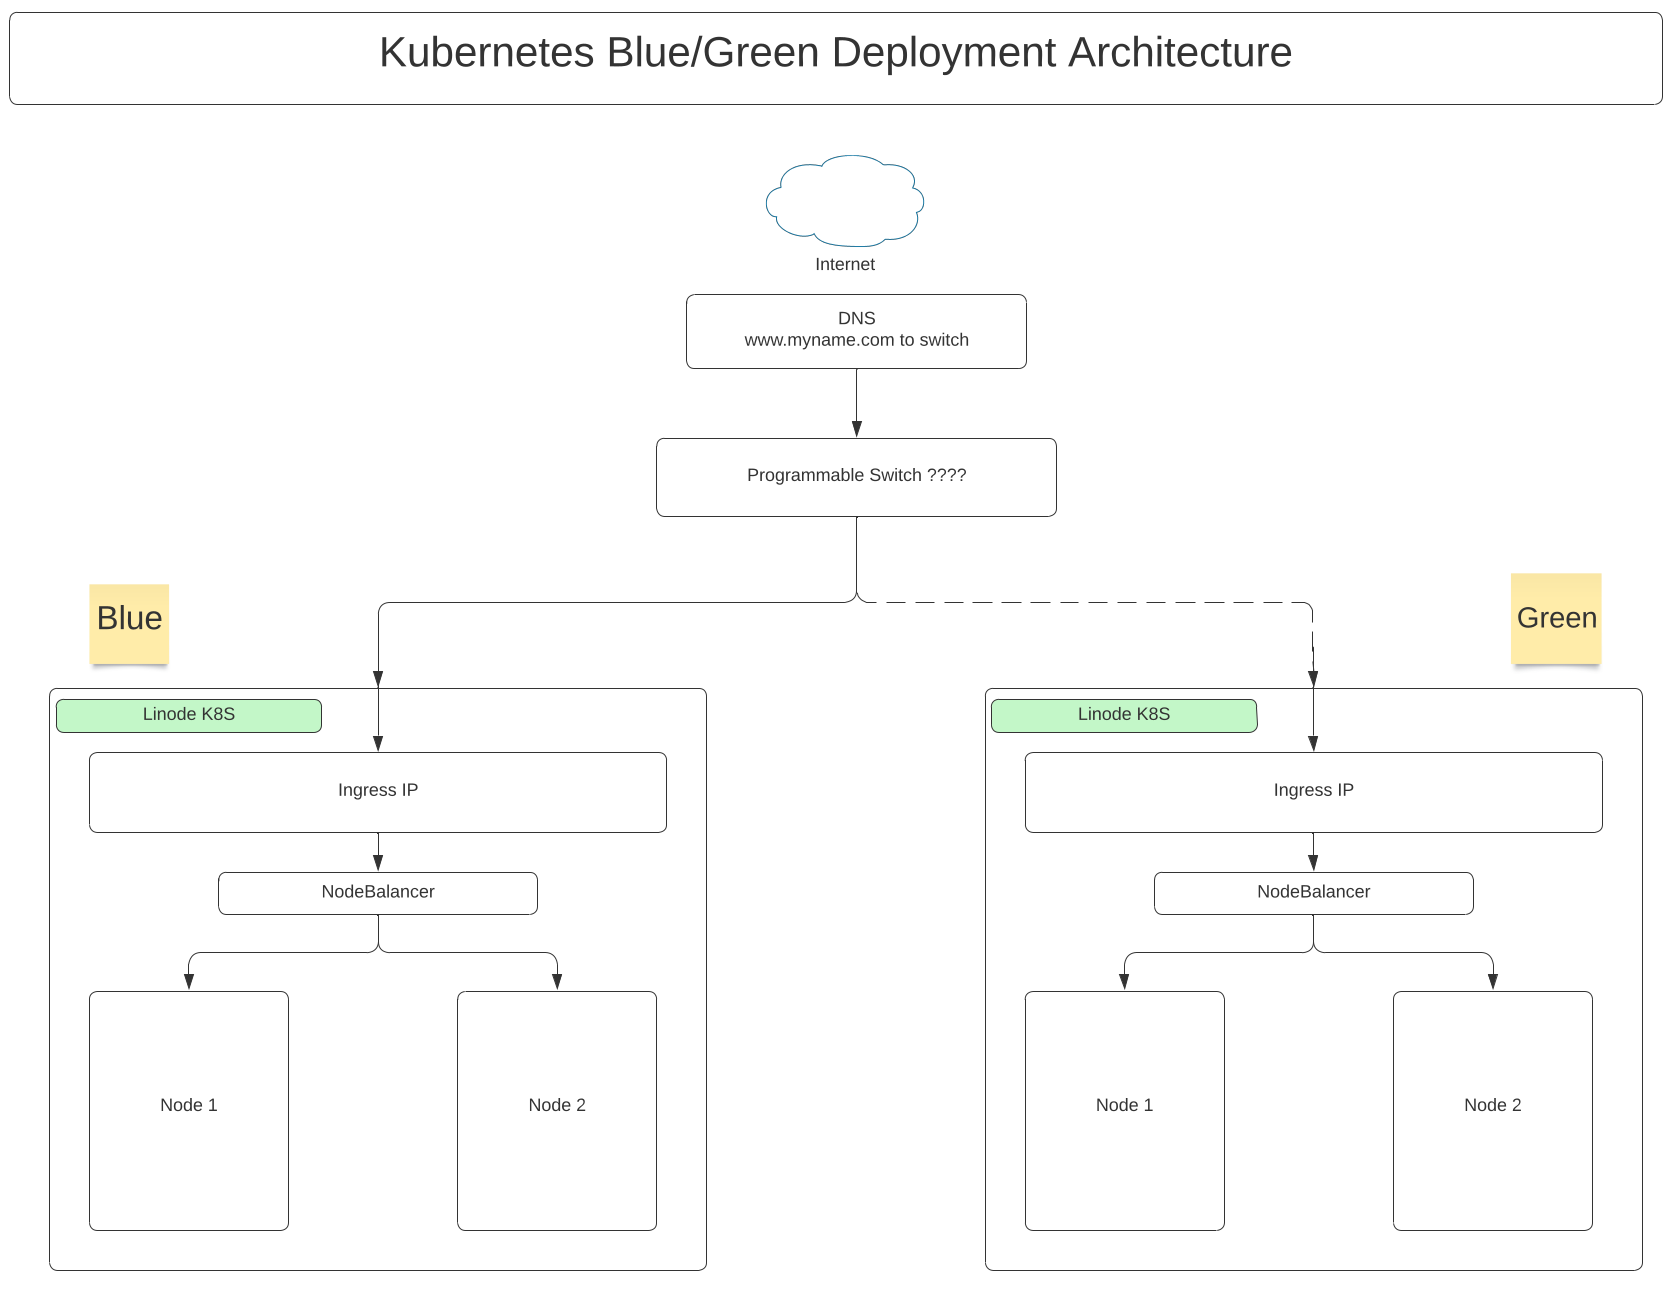 Kubernetes Blue/Green Deployment Architecture
Internet
DNS
www.myname.com to switch
Programmable Switch ????
Blue
Green
Linode K8S
Ingress IP
NodeBalancer
Node 1
Node 2
Linode K8S
Ingress IP
NodeBalancer
Node 1
Node 2